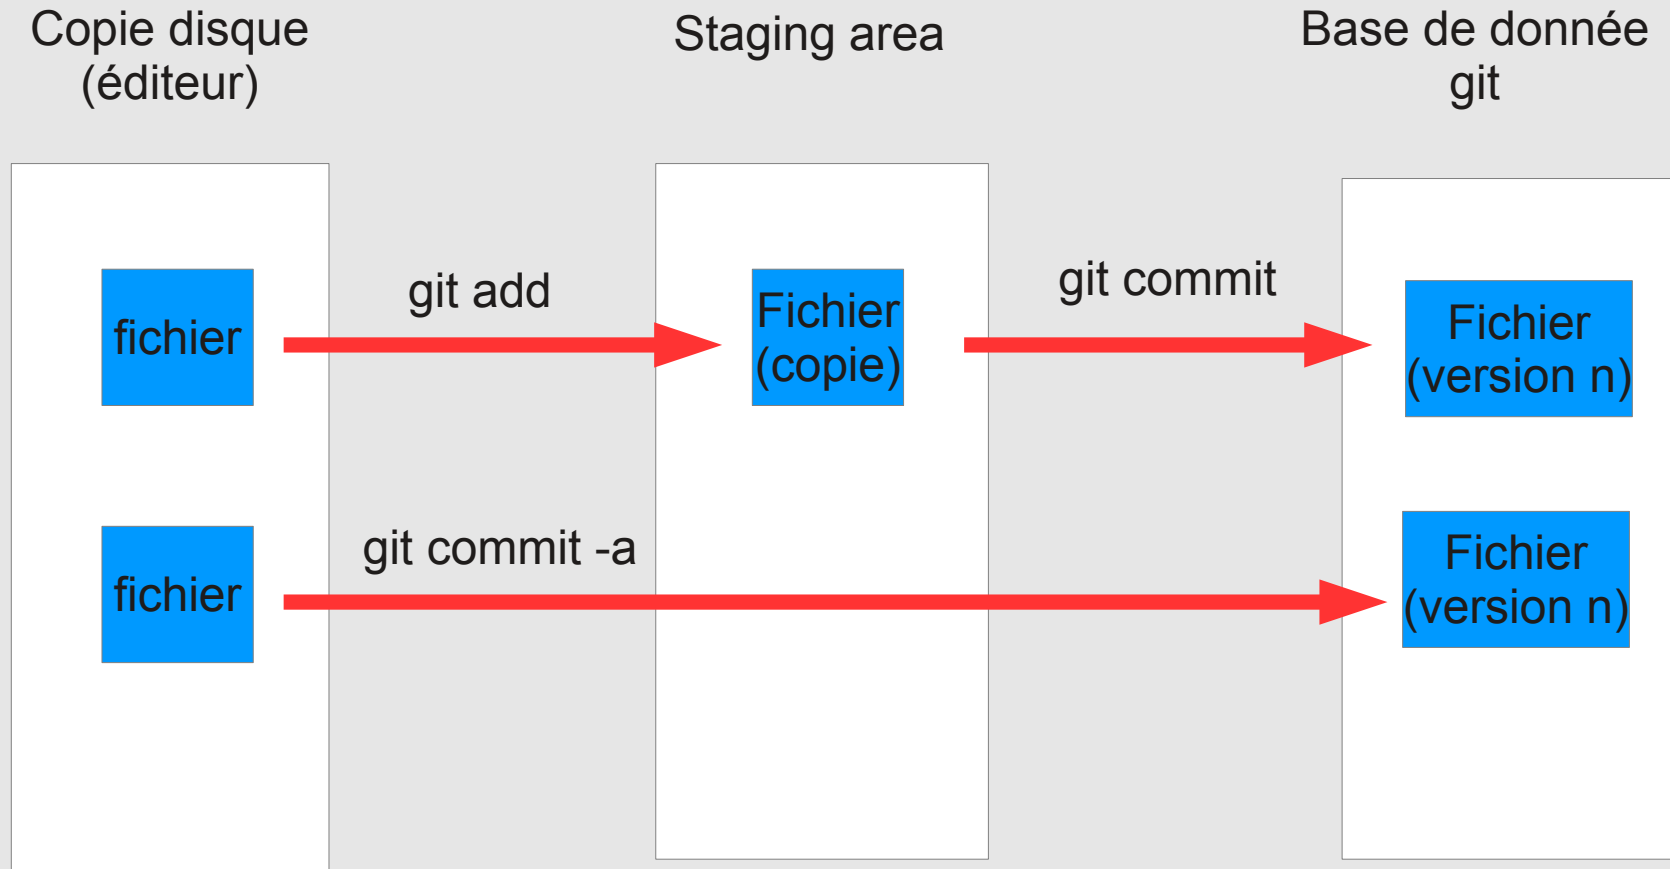 Copie disque
(éditeur)
Staging area
Base de donnée
git
git add
git commit
fichier
Fichier
(copie)
Fichier
(version n)
git commit -a
fichier
Fichier
(version n)